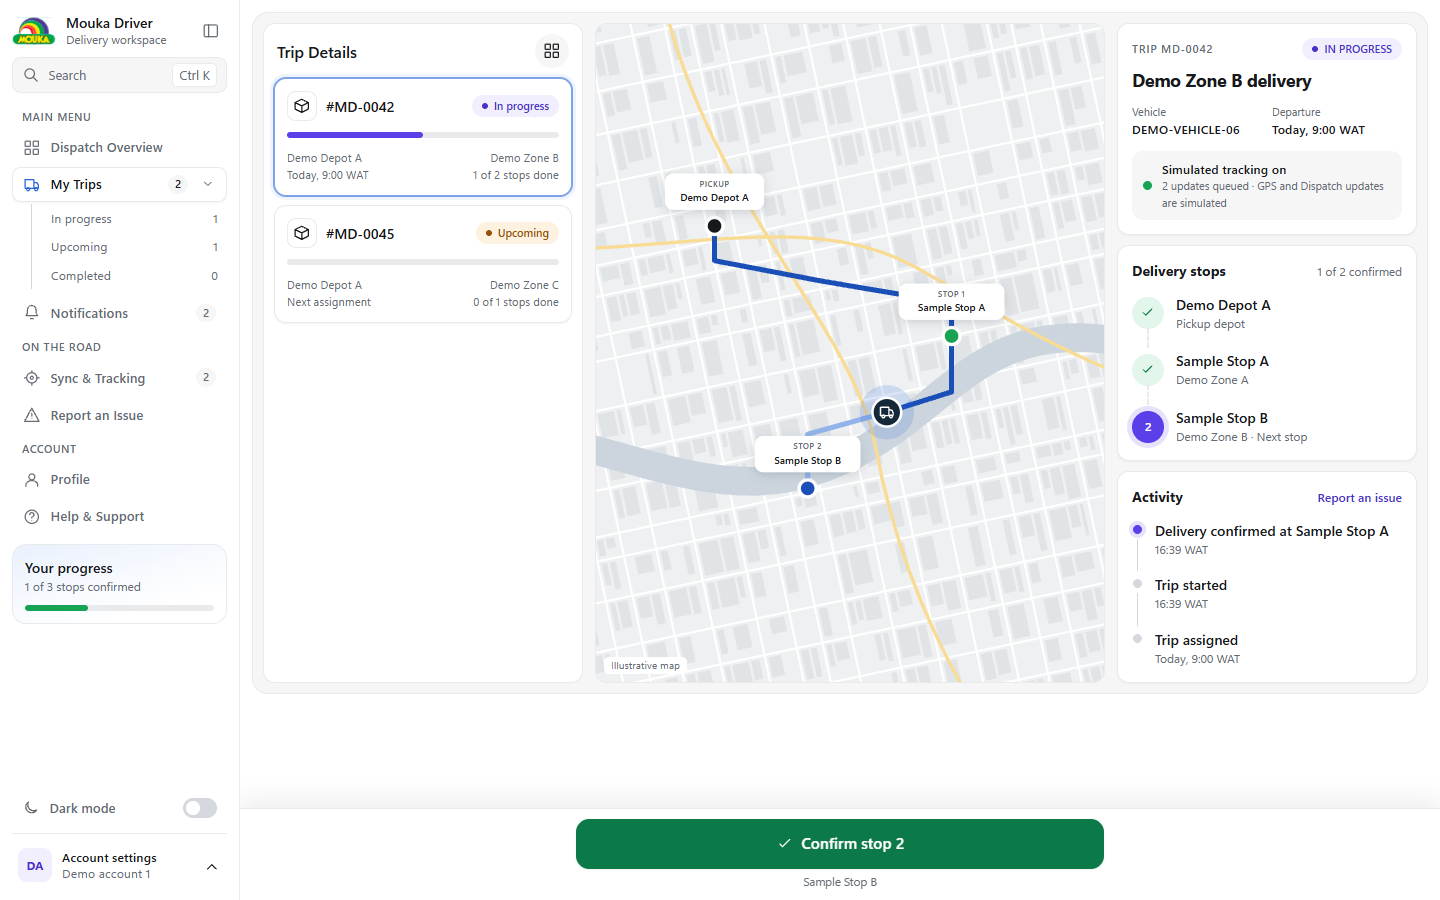 MOUKA
Mouka Driver
Delivery workspace
Search
Ctrl K
MAIN MENU
Dispatch Overview
My Trips
2
In progress
1
Upcoming
1
Completed
0
Notifications
2
ON THE ROAD
Sync & Tracking
2
Report an Issue
ACCOUNT
Profile
Help & Support
Your progress
1 of 3 stops confirmed
Dark mode
DA
Account settings
Demo account 1
Trip Details
#MD-0042
In progress
Demo Depot A
Demo Zone B
Today, 9:00 WAT
1 of 2 stops done
#MD-0045
Upcoming
Demo Depot A
Demo Zone C
Next assignment
0 of 1 stops done
PICKUP
Demo Depot A
STOP 1
Sample Stop A
STOP 2
Sample Stop B
Illustrative map
TRIP MD-0042
IN PROGRESS
Demo Zone B delivery
Vehicle
Departure
DEMO-VEHICLE-06
Today, 9:00 WAT
Simulated tracking on
2 updates queued · GPS and Dispatch updates
are simulated
Delivery stops
1 of 2 confirmed
Demo Depot A
Pickup depot
Sample Stop A
Demo Zone A
2
Sample Stop B
Demo Zone B · Next stop
Activity
Report an issue
Delivery confirmed at Sample Stop A
16:39 WAT
Trip started
16:39 WAT
Trip assigned
Today, 9:00 WAT
Confirm stop 2
Sample Stop B